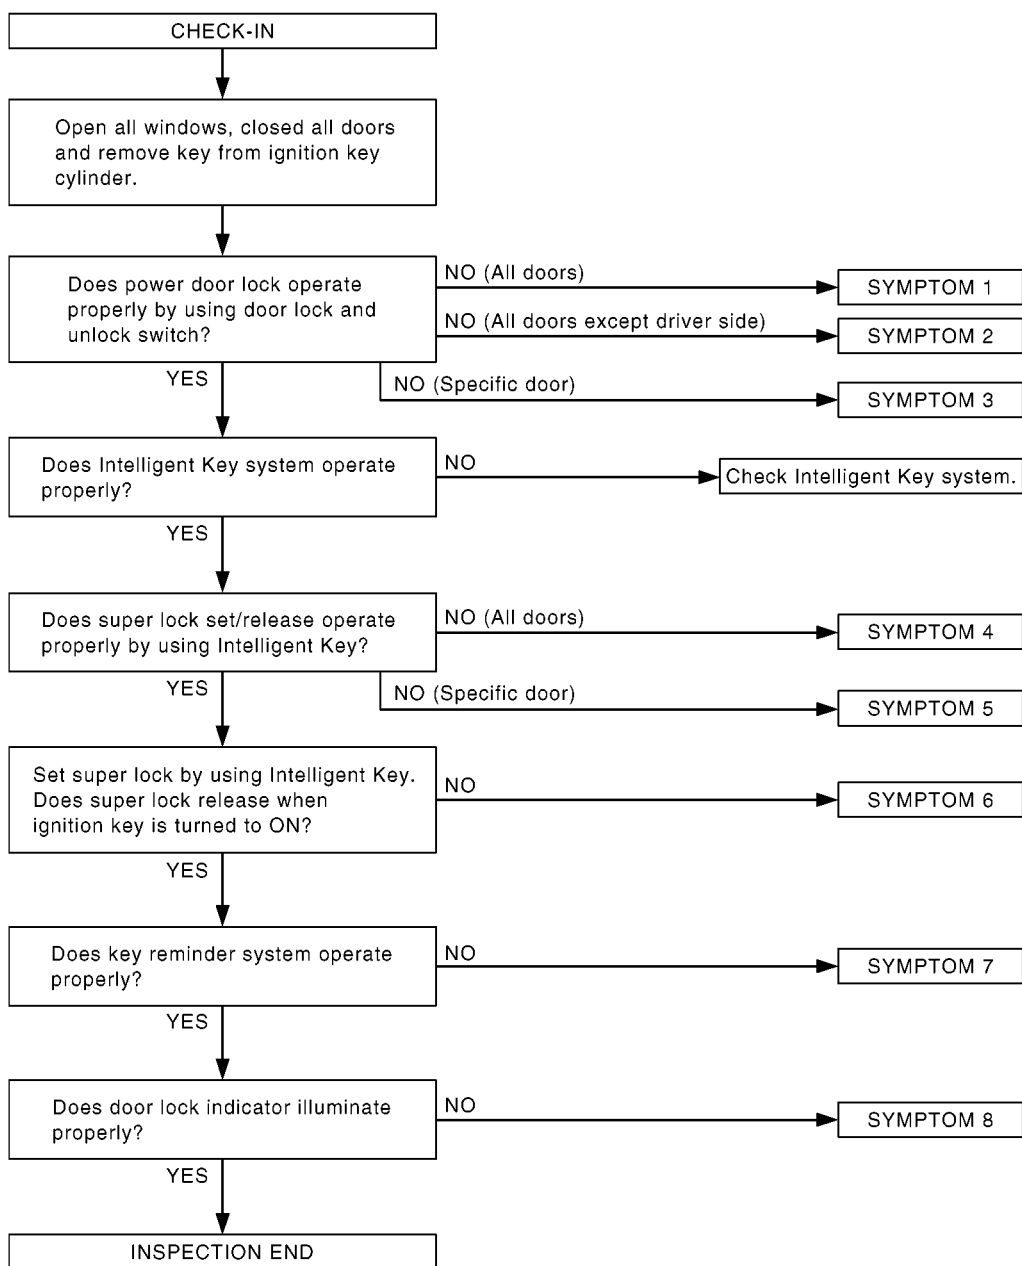 CHECK-IN
Open all windows, closed all doors
and remove key from ignition key
cylinder.
Does power door lock operate
properly by using door lock and
unlock switch?
NO (All doors)
SYMPTOM 1
NO (All doors except driver side)
SYMPTOM 2
YES
NO (Specific door)
SYMPTOM 3
Does Intelligent Key system operate
properly?
NO
Check Intelligent Key system.
YES
Does super lock set/release operate
properly by using Intelligent Key?
NO (All doors)
SYMPTOM 4
YES
NO (Specific door)
SYMPTOM 5
Set super lock by using Intelligent Key.
Does super lock release when
ignition key is turned to ON?
NO
SYMPTOM 6
YES
Does key reminder system operate
properly?
NO
SYMPTOM 7
YES
Does door lock indicator illuminate
properly?
NO
SYMPTOM 8
YES
INSPECTION END